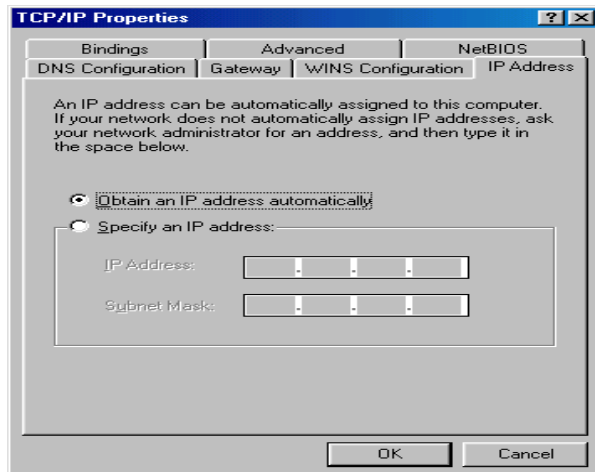 TCP/IP Properties
Bindings Advanced NetBIOS
DNS Configuration Gateway WINS Configuration IP Address
An IP address can be automatically assigned to this computer.
If your network does not automatically assign IP addresses, ask
your network administrator for an address, and then type it in
the space below.
Obtain an IP address automatically
Specify an IP address:
IP Address:
Subnet Mask:
OK Cancel